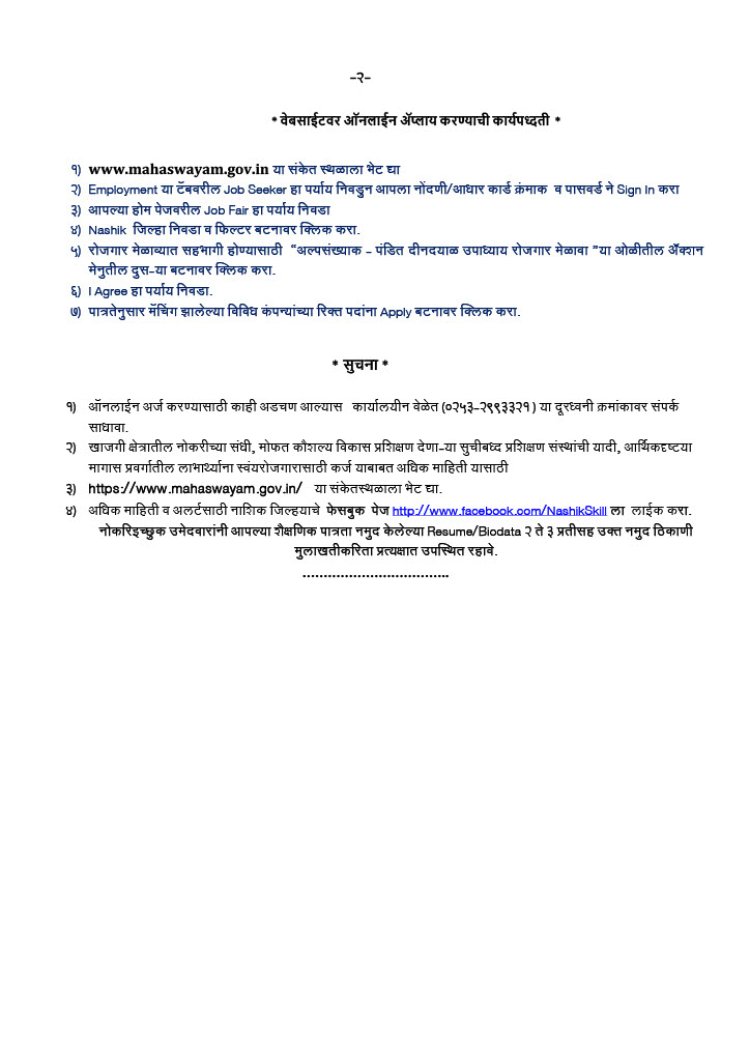 -२-
* वेबसाईटवर ऑनलाईन ॲप्लाय करण्याची कार्यपध्दती *
१) www.mahaswayam.gov.in या संकेत स्थळाला भेट द्या
२) Employment या टॅबवरील Job Seeker हा पर्याय निवडुन आपला नोंदणी/आधार कार्ड क्रंमाक व पासवर्ड ने Sign In करा
३) आपल्या होम पेजवरील Job Fair हा पर्याय निवडा
४) Nashik जिल्हा निवडा व फिल्टर बटनावर क्लिक करा.
५) रोजगार मेळाव्यात सहभागी होण्यासाठी "अल्पसंख्याक - पंडित दीनदयाळ उपाध्याय रोजगार मेळावा "या ओळीतील ॲक्शन
मेनुतील दुस-या बटनावर क्लिक करा.
६) I Agree हा पर्याय निवडा.
७) पात्रतेनुसार मॅचिंग झालेल्या विविध कंपन्यांच्या रिक्त पदांना Apply बटनावर क्लिक करा.
* सुचना *
१) ऑनलाईन अर्ज करण्यासाठी काही अडचण आल्यास कार्यालयीन वेळेत (०२५३-२९९३३२१) या दूरध्वनी क्रमांकावर संपर्क
साधावा.
२) खाजगी क्षेत्रातील नोकरीच्या संधी, मोफत कौशल्य विकास प्रशिक्षण देणा-या सुचीबध्द प्रशिक्षण संस्थांची यादी, आर्थिकदृष्टया
मागास प्रवर्गातील लाभार्थ्याना स्वंयरोजगारासाठी कर्ज याबाबत अधिक माहिती यासाठी
३) https://www.mahaswayam.gov.in/ या संकेतस्थळाला भेट द्या.
४) अधिक माहिती व अलर्टसाठी नाशिक जिल्हयाचे फेसबुक पेज http://www.facebook.com/NashikSkill ला लाईक करा.
नोकरिइच्छुक उमेदवारांनी आपल्या शैक्षणिक पात्रता नमुद केलेल्या Resume/Biodata २ ते ३ प्रतीसह उक्त नमुद ठिकाणी
मुलाखतीकरिता प्रत्यक्षात उपस्थित रहावे.
...................................